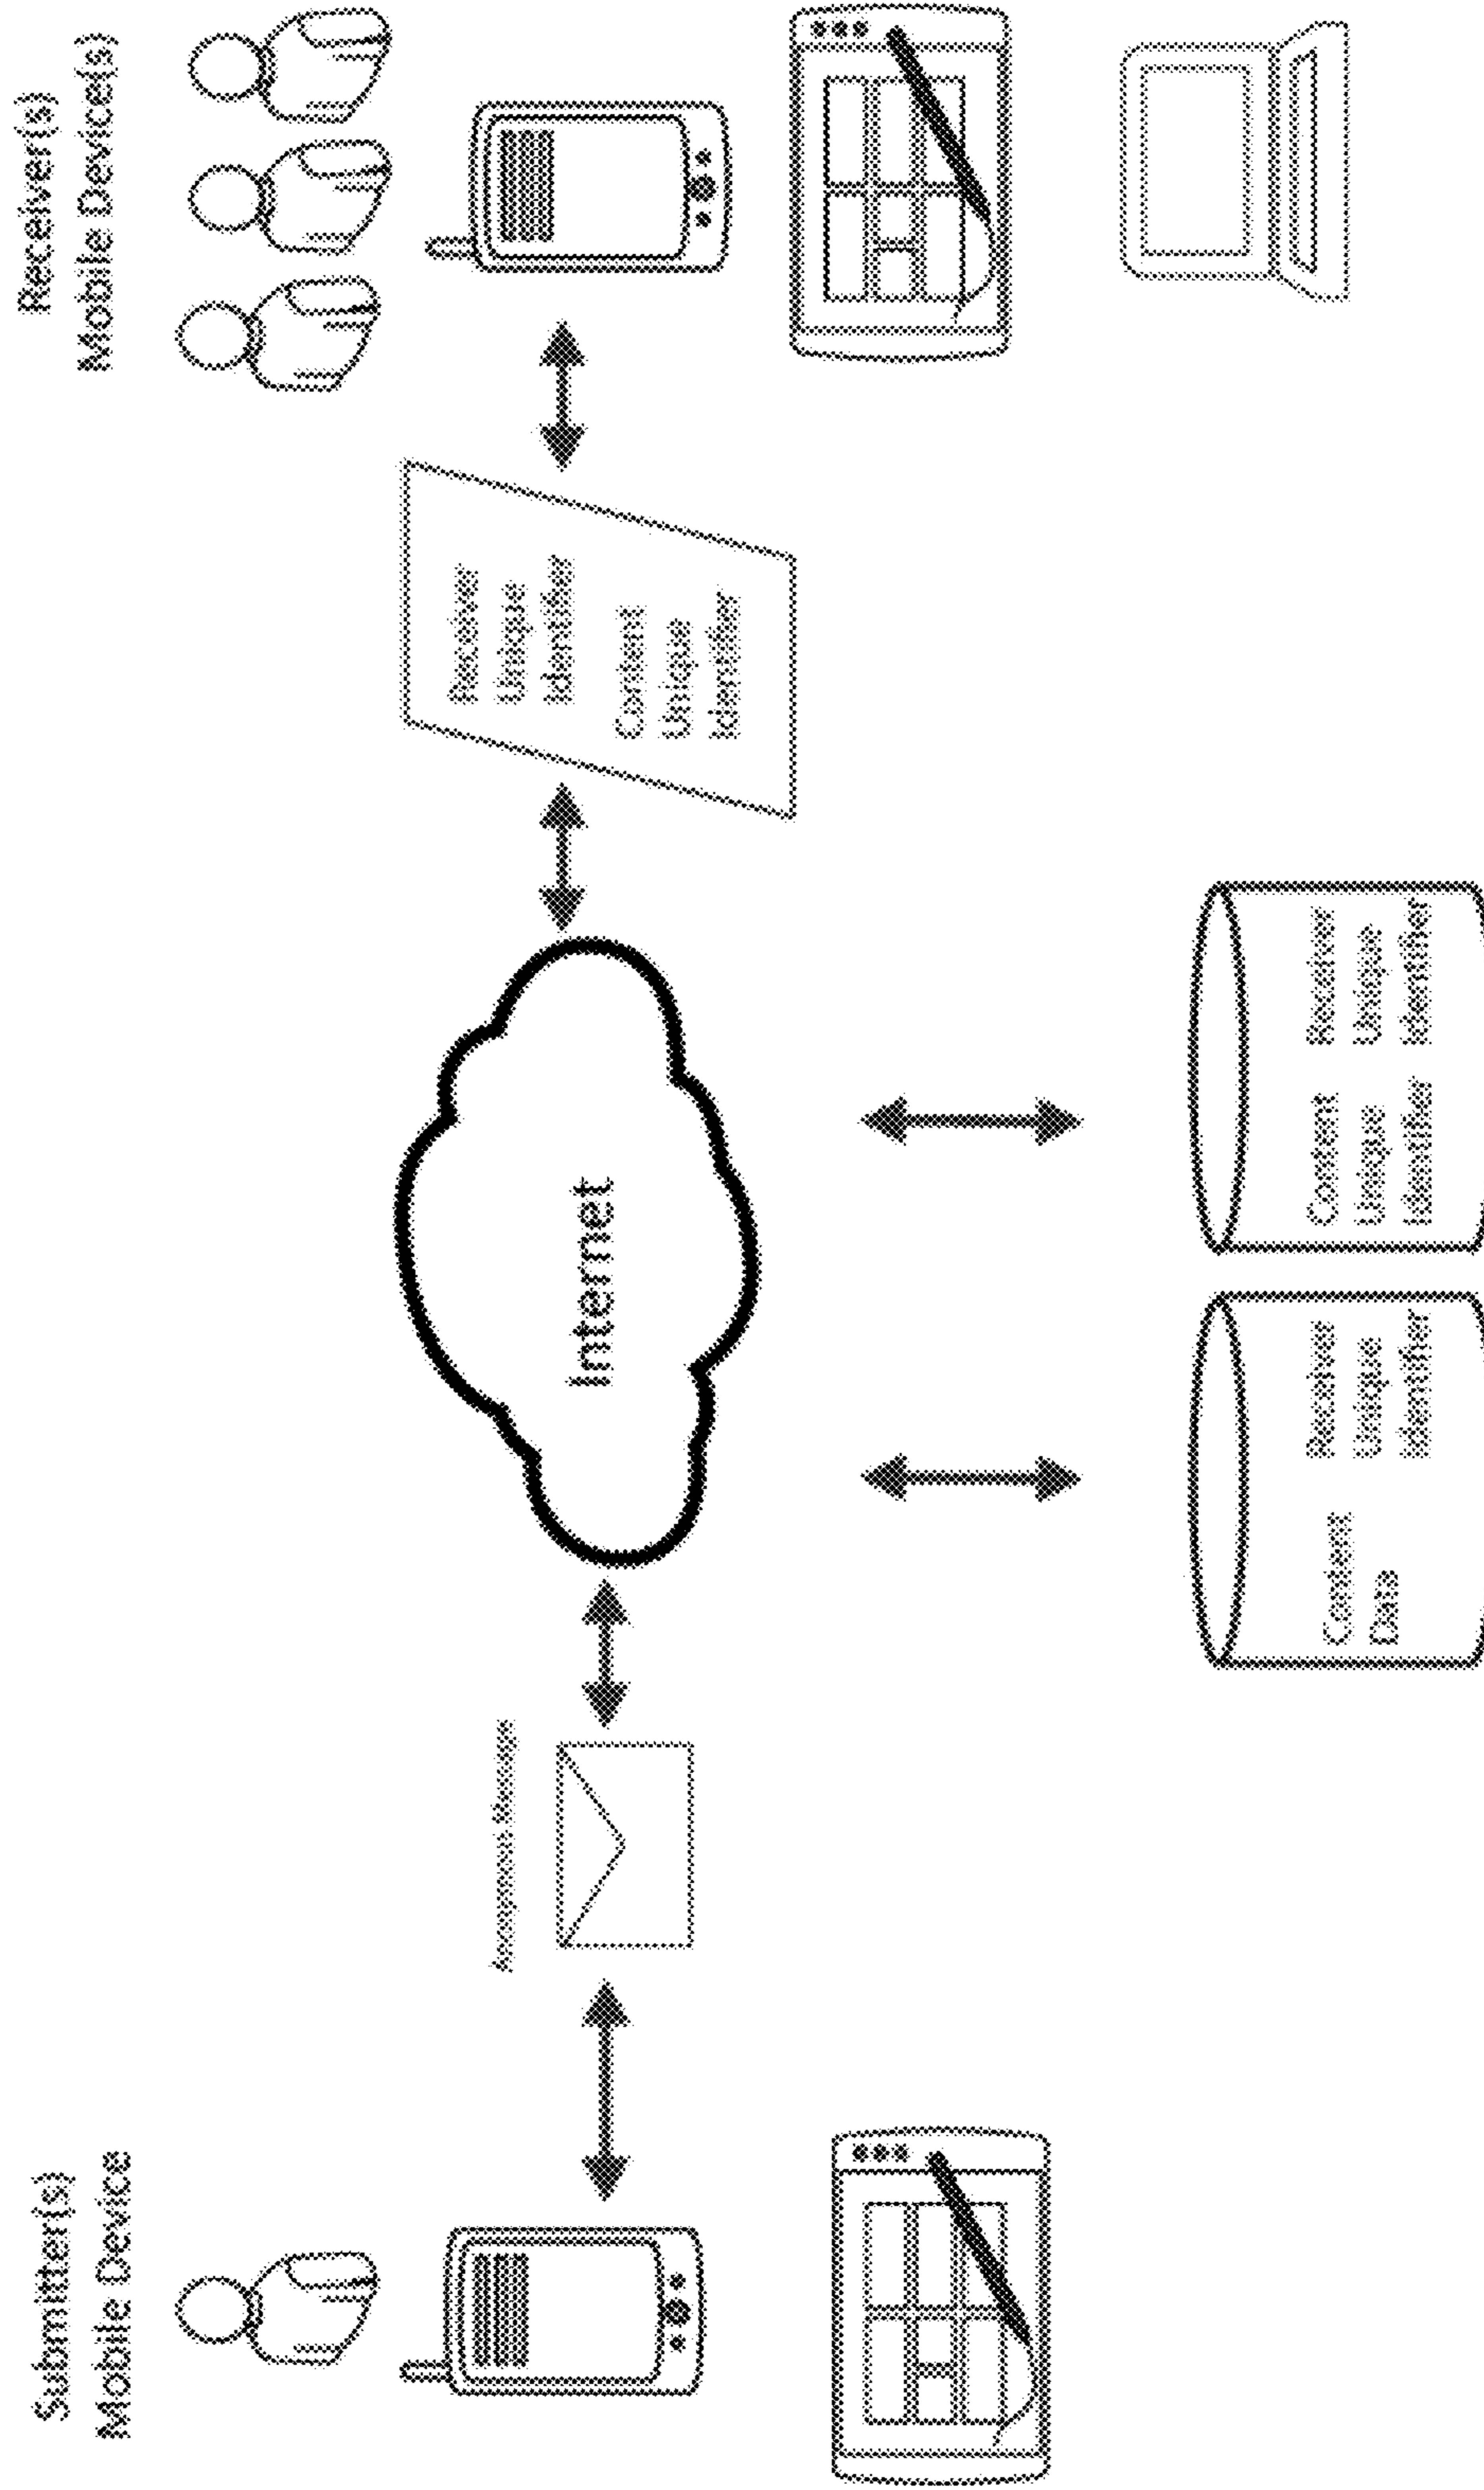 Submitter(s)
Mobile Device
Receiver(s)
Mobile Device(s)
Message
Internet
Receiver
Unique
Identifier
Content
Unique
Identifier
Content
Data
Receiver
Unique
Identifier
Content
Unique
Identifier
Receiver
Unique
Identifier